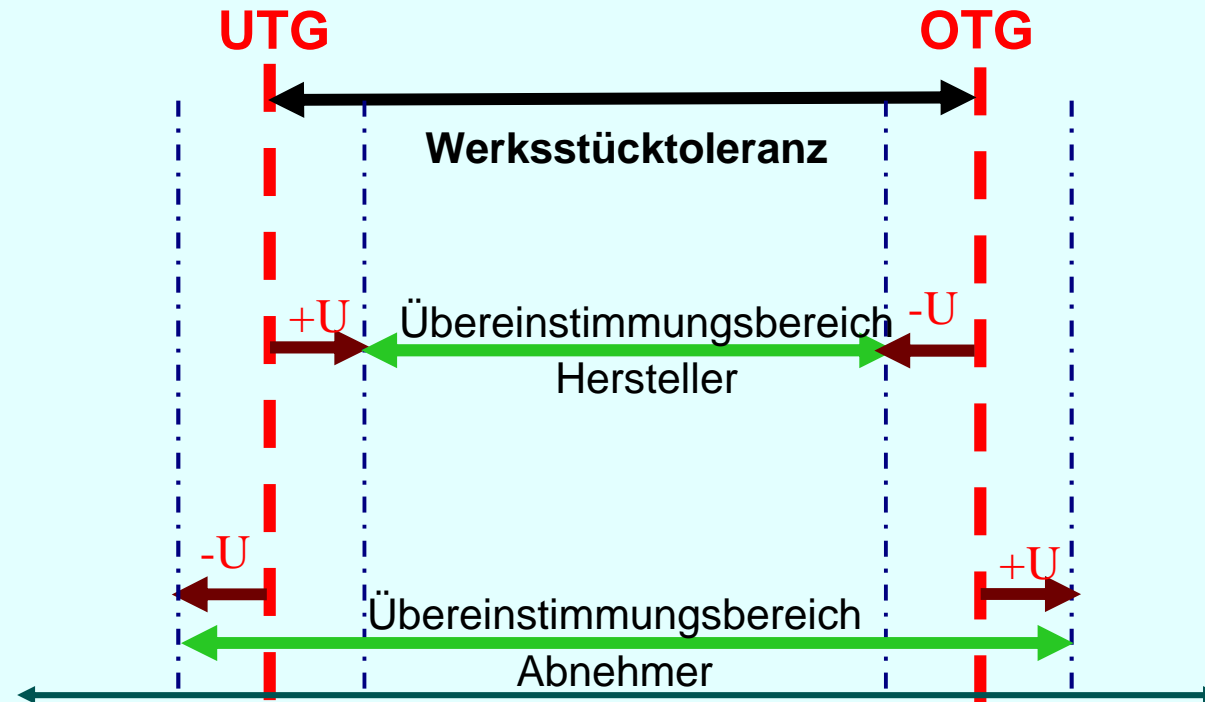 UTG
OTG
Werksstücktoleranz
+U
Übereinstimmungsbereich
-U
Hersteller
-U
+U
Übereinstimmungsbereich
Abnehmer